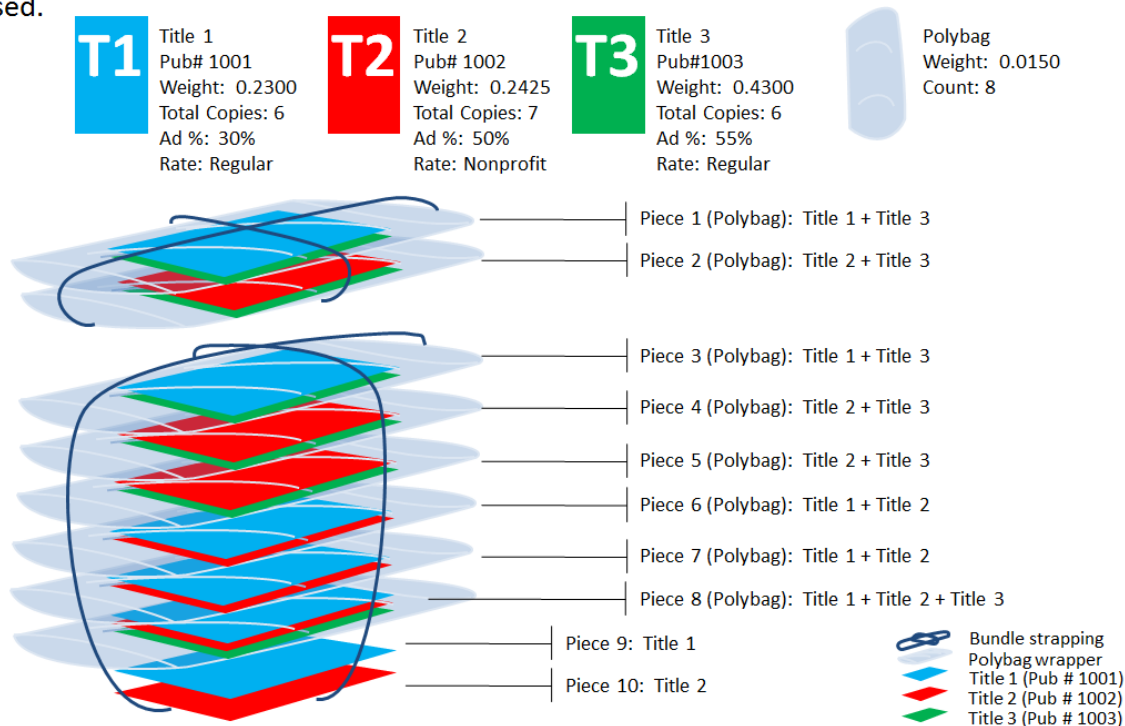 sed.
T1
Title 1
Pub# 1001
Weight: 0.2300
Total Copies: 6
Ad %: 30%
Rate: Regular
T2
Title 2
Pub# 1002
Weight: 0.2425
Total Copies: 7
Ad %: 50%
Rate: Nonprofit
T3
Title 3
Pub#1003
Weight: 0.4300
Total Copies: 6
Ad %: 55%
Rate: Regular
Polybag
Weight: 0.0150
Count: 8
Piece 1 (Polybag): Title 1 + Title 3
Piece 2 (Polybag): Title 2 + Title 3
Piece 3 (Polybag): Title 1 + Title 3
Piece 4 (Polybag): Title 2 + Title 3
Piece 5 (Polybag): Title 2 + Title 3
Piece 6 (Polybag): Title 1 + Title 2
Piece 7 (Polybag): Title 1 + Title 2
Piece 8 (Polybag): Title 1 + Title 2 + Title 3
Piece 9: Title 1
Piece 10: Title 2
Bundle strapping
Polybag wrapper
Title 1 (Pub # 1001)
Title 2 (Pub # 1002)
Title 3 (Pub # 1003)